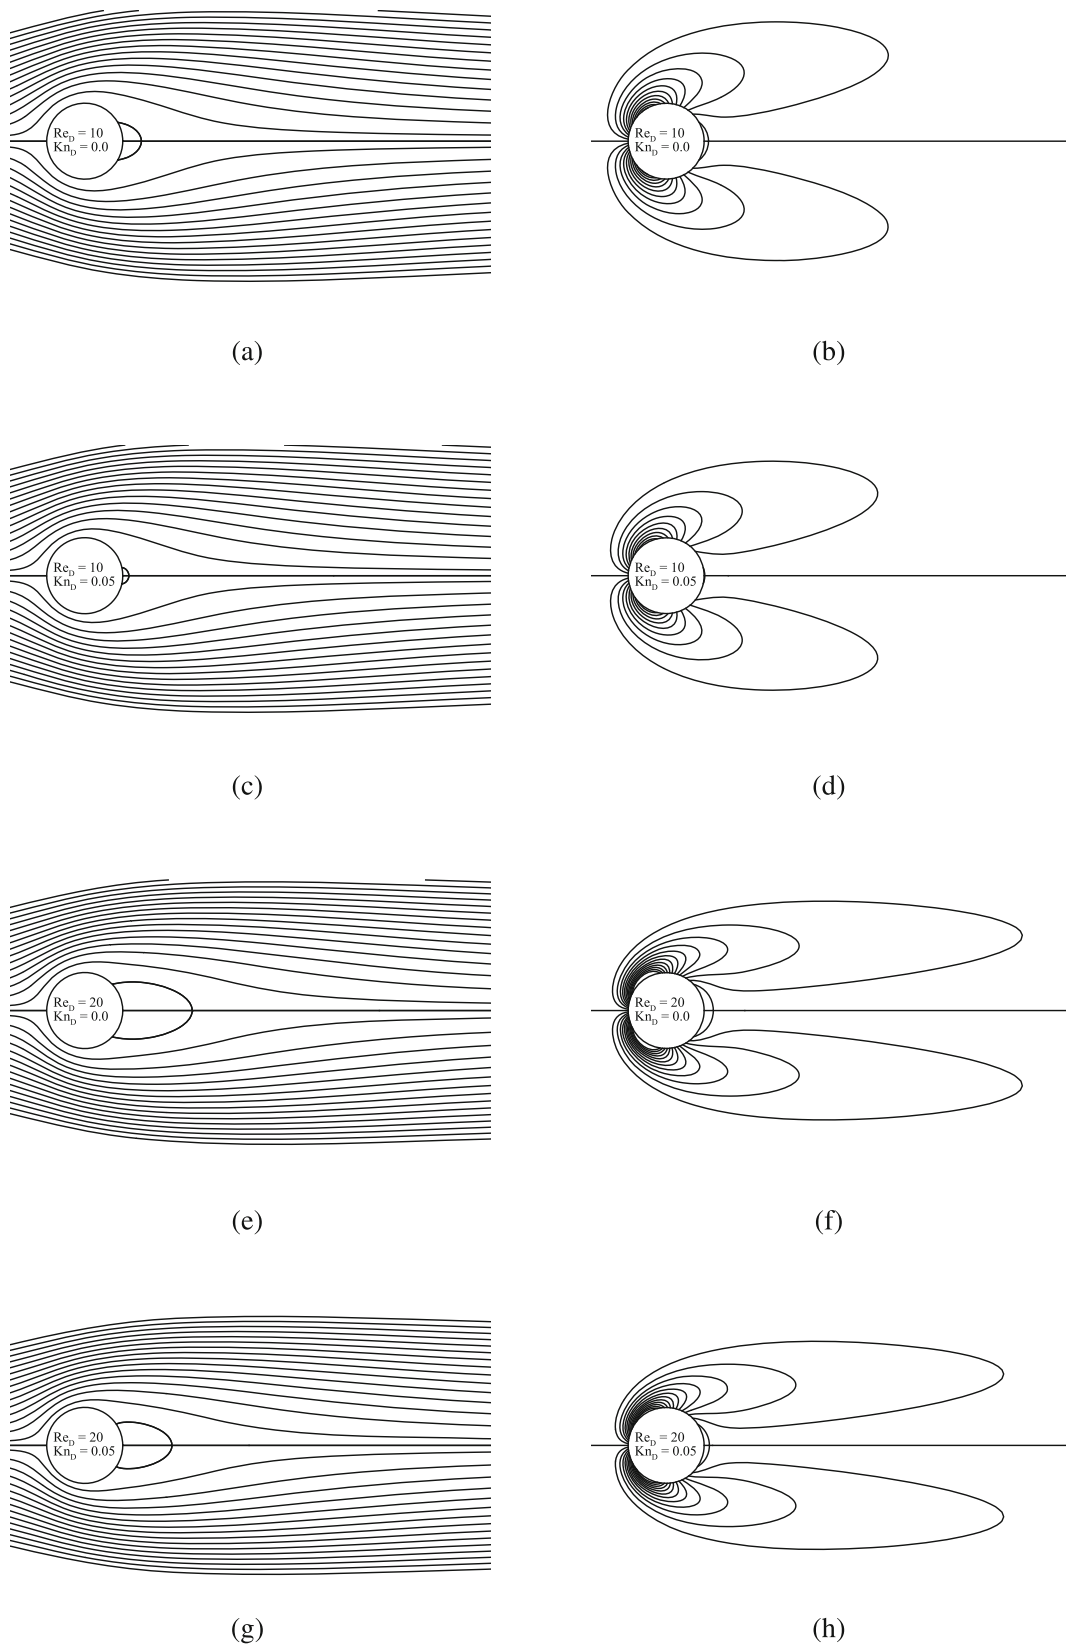 Re_D = 10
Kn_D = 0.0
Re_D = 10
Kn_D = 0.0
(a)
(b)
Re_D = 10
Kn_D = 0.05
Re_D = 10
Kn_D = 0.05
(c)
(d)
Re_D = 20
Kn_D = 0.0
Re_D = 20
Kn_D = 0.0
(e)
(f)
Re_D = 20
Kn_D = 0.05
Re_D = 20
Kn_D = 0.05
(g)
(h)